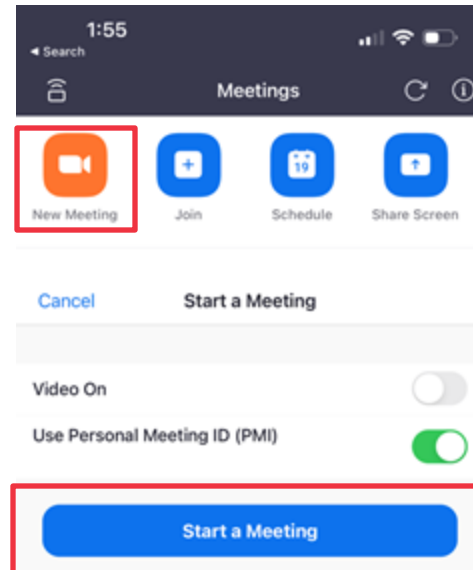 1:55
◄ Search
Meetings
19
New Meeting
Join
Schedule
Share Screen
Cancel
Start a Meeting
Video On
Use Personal Meeting ID (PMI)
Start a Meeting